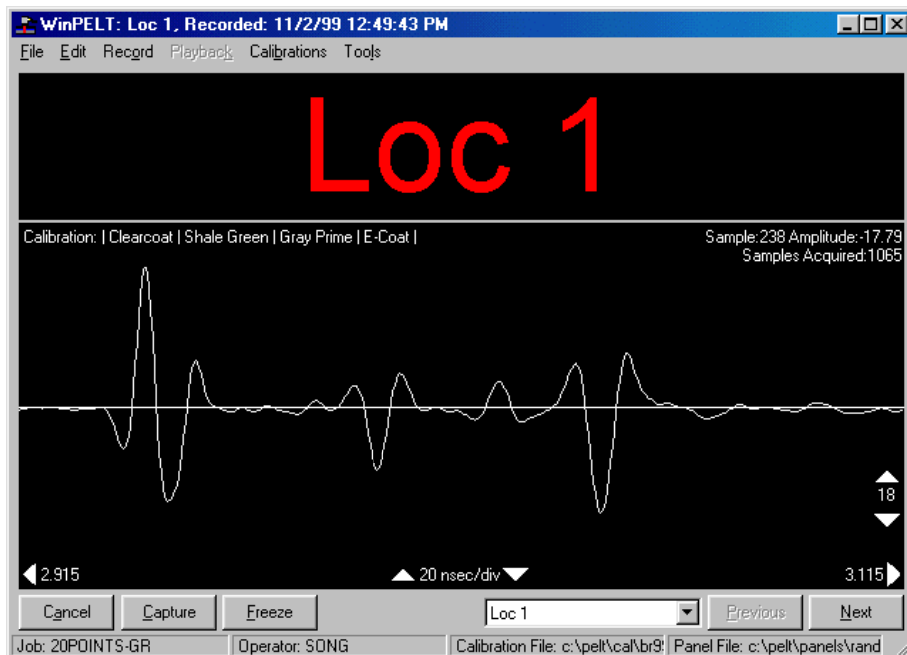 WinPELT: Loc 1, Recorded: 11/2/99 12:49:43 PM
File Edit Record Playback Calibrations Tools
Loc 1
Calibration: | Clearcoat | Shale Green | Gray Prime | E-Coat |
Sample:238 Amplitude:-17.79
Samples Acquired:1065
18
2.915
20 nsec/div
3.115
Cancel Capture Freeze Loc 1 Previous Next
Job: 20POINTS-GR Operator: SONG Calibration File: c:\pelt\cal\br9 Panel File: c:\pelt\panels\rand